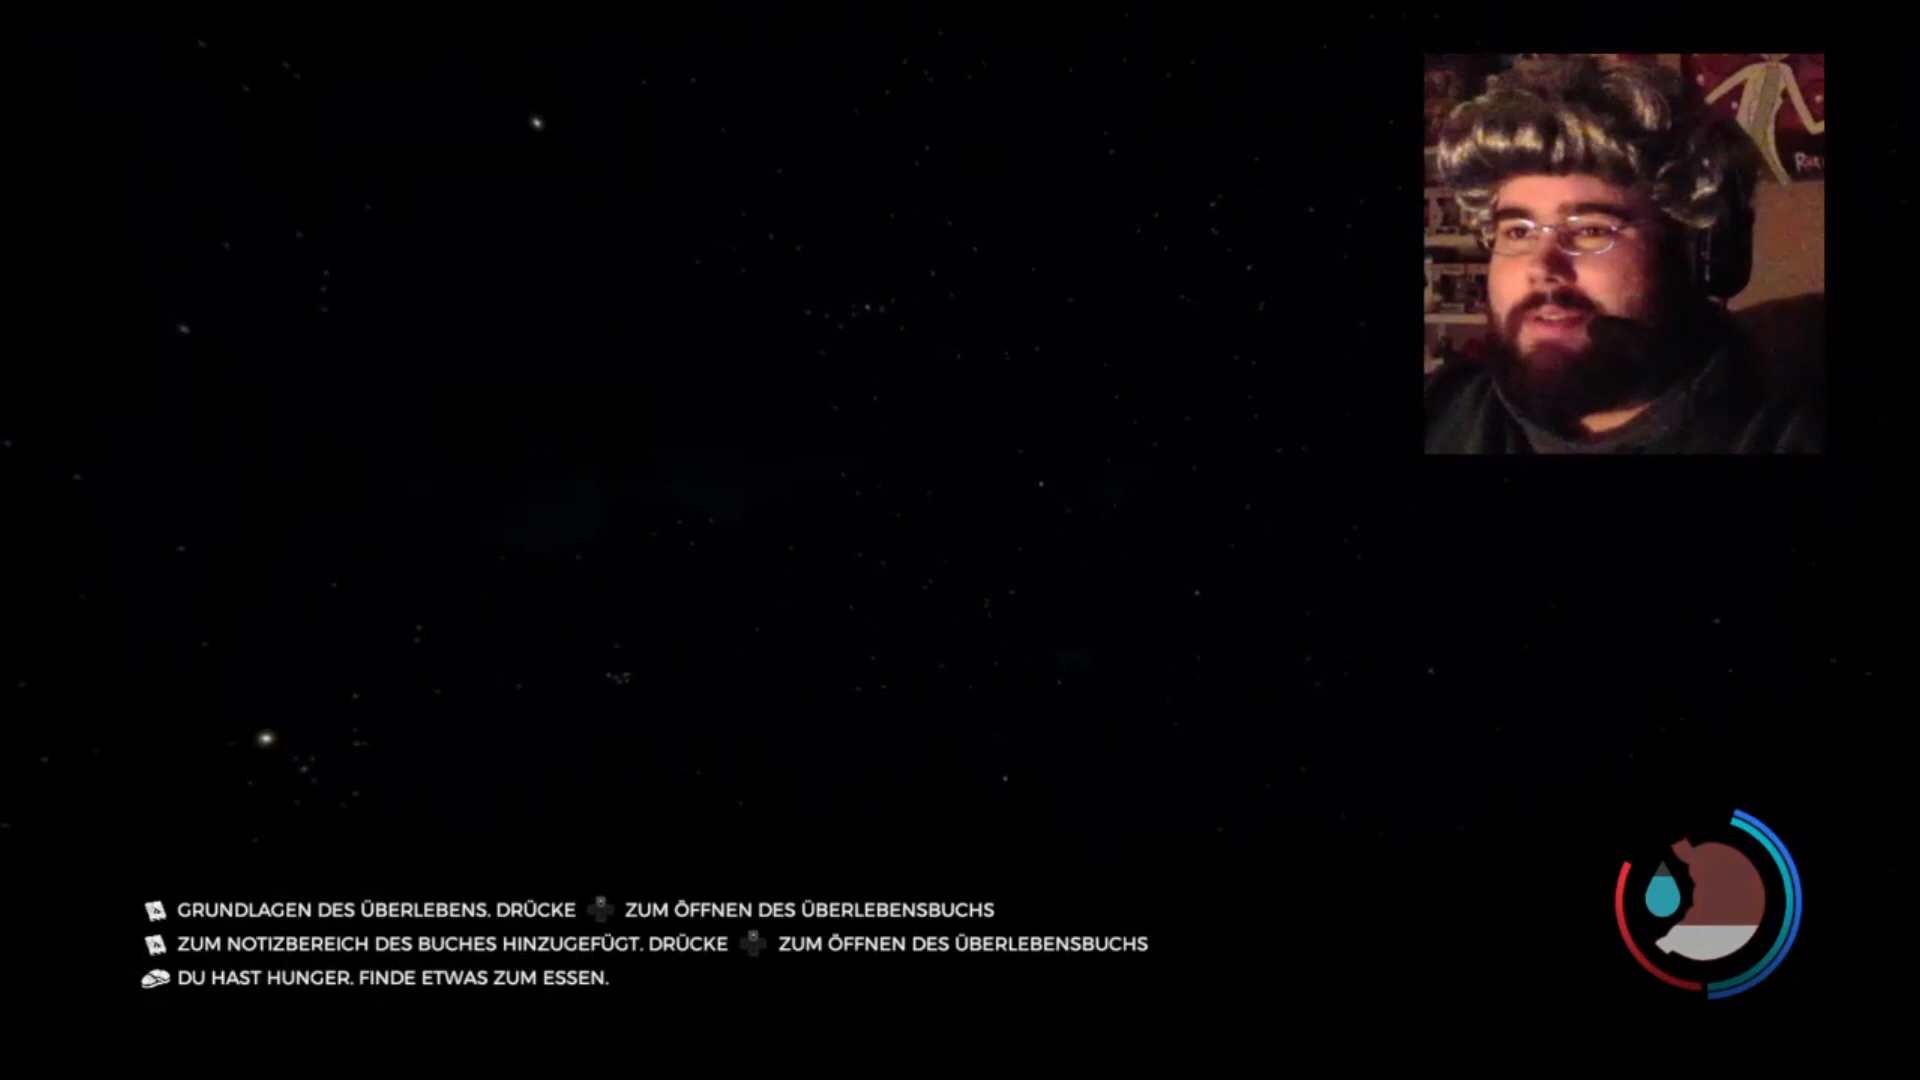 GRUNDLAGEN DES ÜBERLEBENS. DRÜCKE ZUM ÖFFNEN DES ÜBERLEBENSBUCHS
ZUM NOTIZBEREICH DES BUCHES HINZUGEFÜGT. DRÜCKE ZUM ÖFFNEN DES ÜBERLEBENSBUCHS
DU HAST HUNGER. FINDE ETWAS ZUM ESSEN.